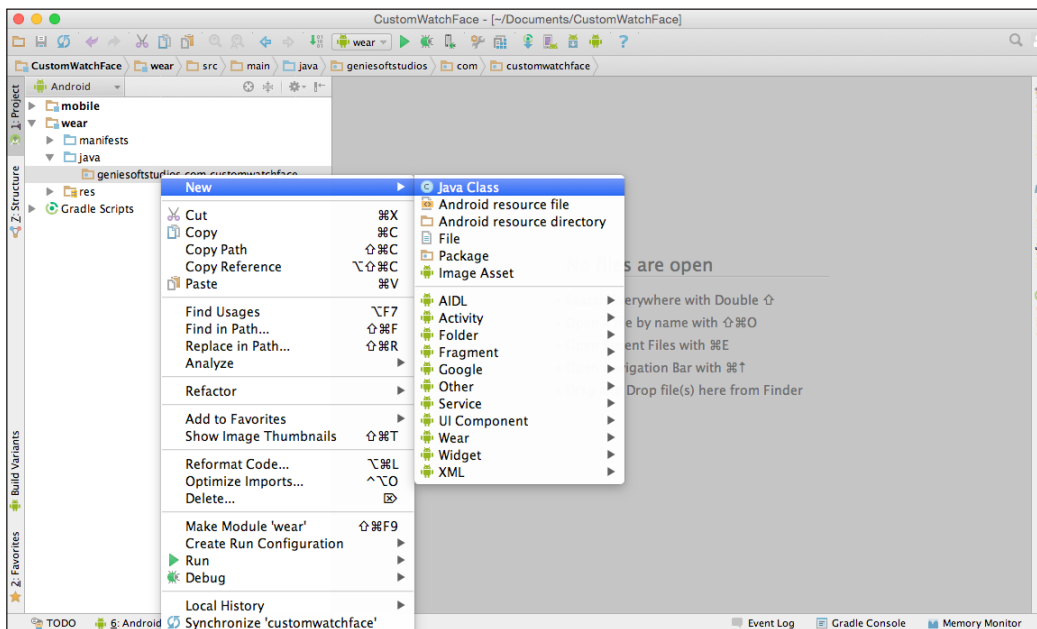 CustomWatchFace - [~/Documents/CustomWatchFace]
wear
?
CustomWatchFace wear src main java geniesoftstudios com customwatchface
Android
1: Project
mobile
wear
manifests
java
geniesoftstudios.com.customwatchface
res
Gradle Scripts
Z: Structure
Build Variants
2: Favorites
New
Cut ⌘X
Copy ⌘C
Copy Path ⇧⌘C
Copy Reference ⌥⇧⌘C
Paste ⌘V
Find Usages ⌥F7
Find in Path... ⇧⌘F
Replace in Path... ⇧⌘R
Analyze
Refactor
Add to Favorites
Show Image Thumbnails ⇧⌘T
Reformat Code... ⌥⌘L
Optimize Imports... ^⌥O
Delete... ⌦
Make Module 'wear' ⇧⌘F9
Create Run Configuration
Run
Debug
Local History
Synchronize 'customwatchface'
Java Class
Android resource file
Android resource directory
File
Package
Image Asset
AIDL
Activity
Folder
Fragment
Google
Other
Service
UI Component
Wear
Widget
XML
are open
erywhere with Double ⇧
e by name with ⇧⌘O
ent Files with ⌘E
igation Bar with ⌘↑
Drop file(s) here from Finder
TODO
6: Android
Event Log
Gradle Console
Memory Monitor